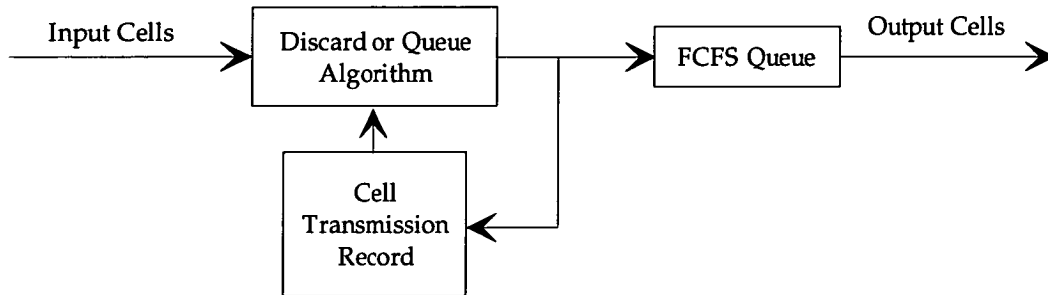 Input Cells
Discard or Queue
Algorithm
FCFS Queue
Output Cells
Cell
Transmission
Record